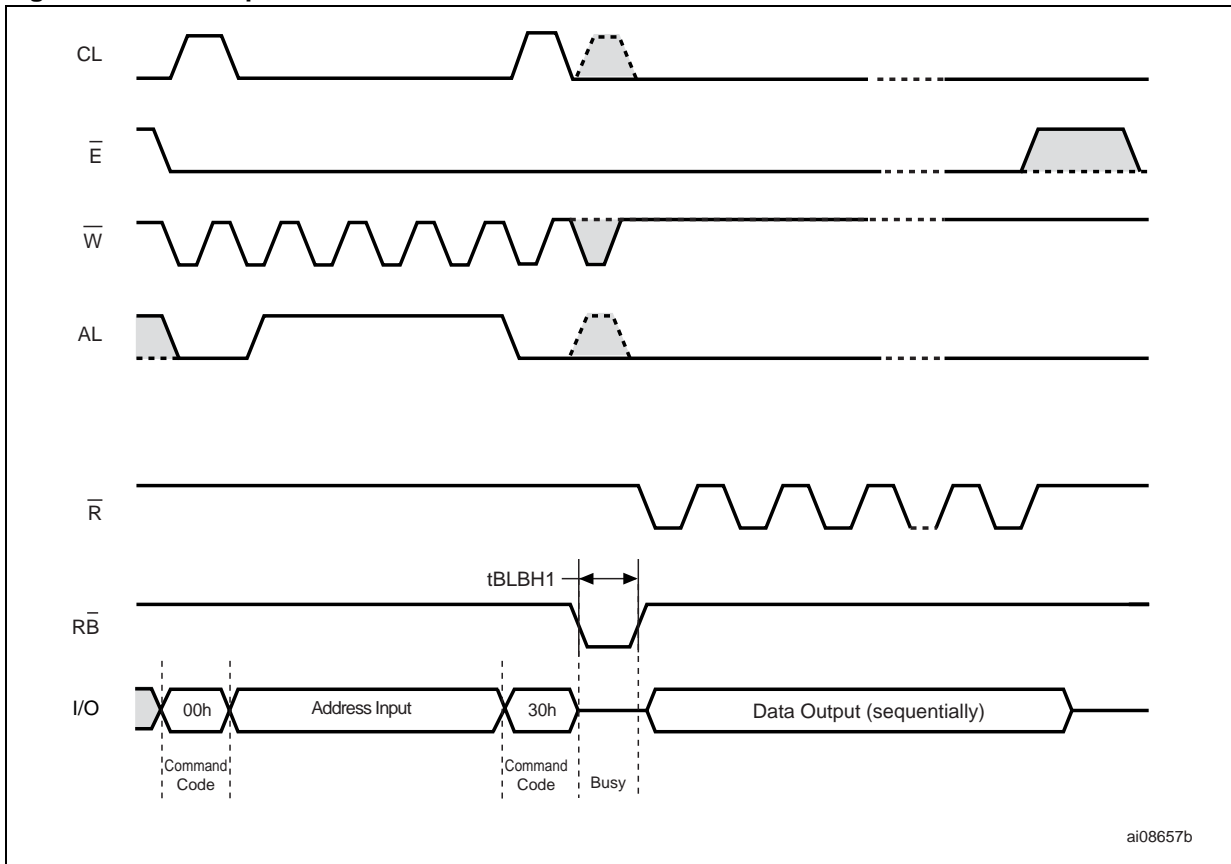 CL
E̅
W̅
AL
R̅
tBLBH1
RB̅
I/O
00h
Address Input
30h
Data Output (sequentially)
Command
Code
Command
Code
Busy
ai08657b